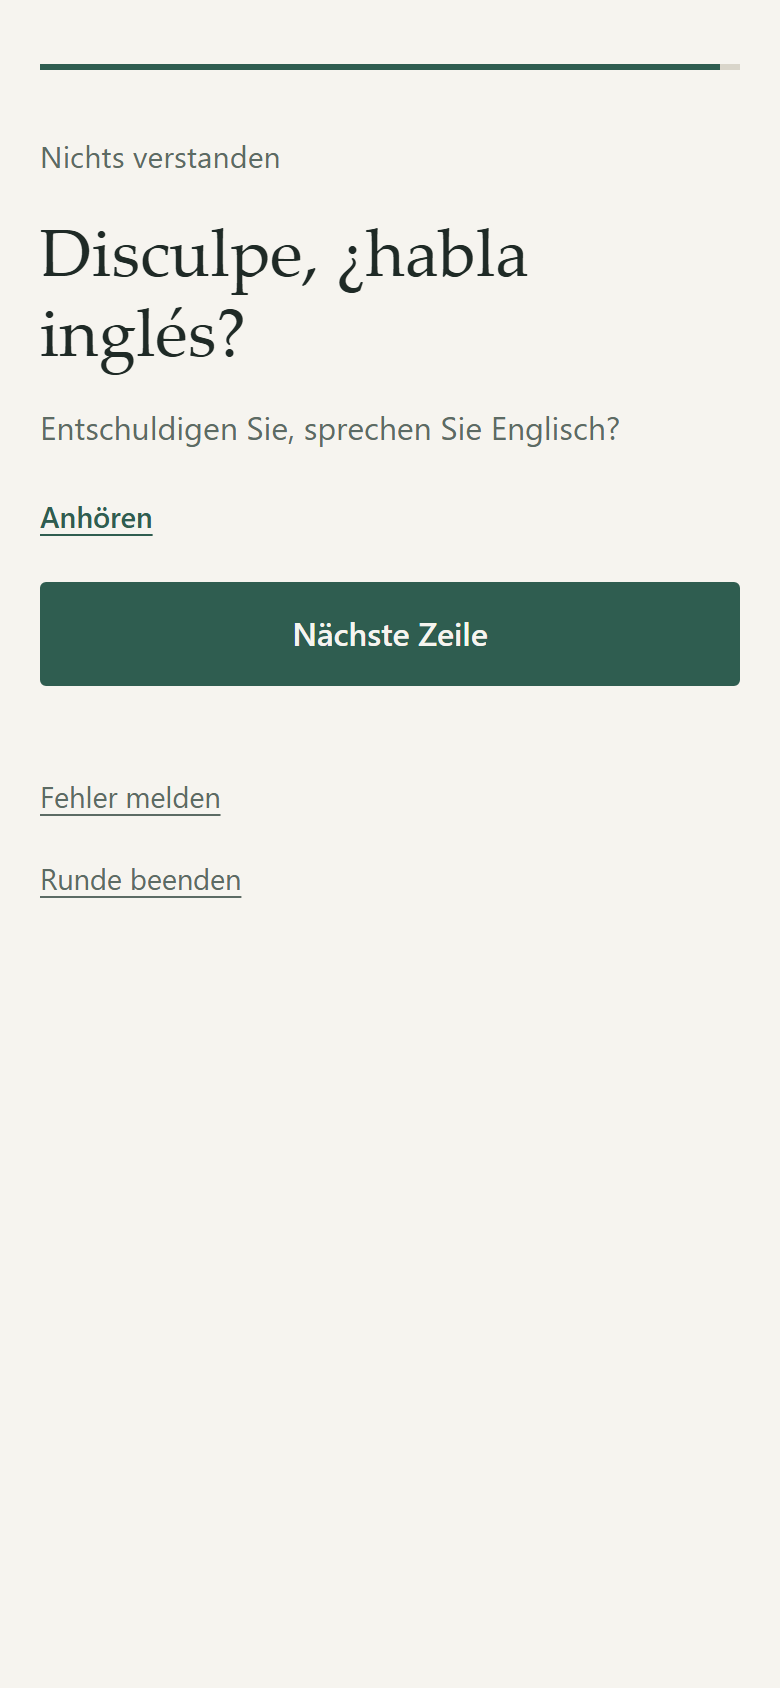 Nichts verstanden
Disculpe, ¿habla
inglés?
Entschuldigen Sie, sprechen Sie Englisch?
Anhören
Nächste Zeile
Fehler melden
Runde beenden